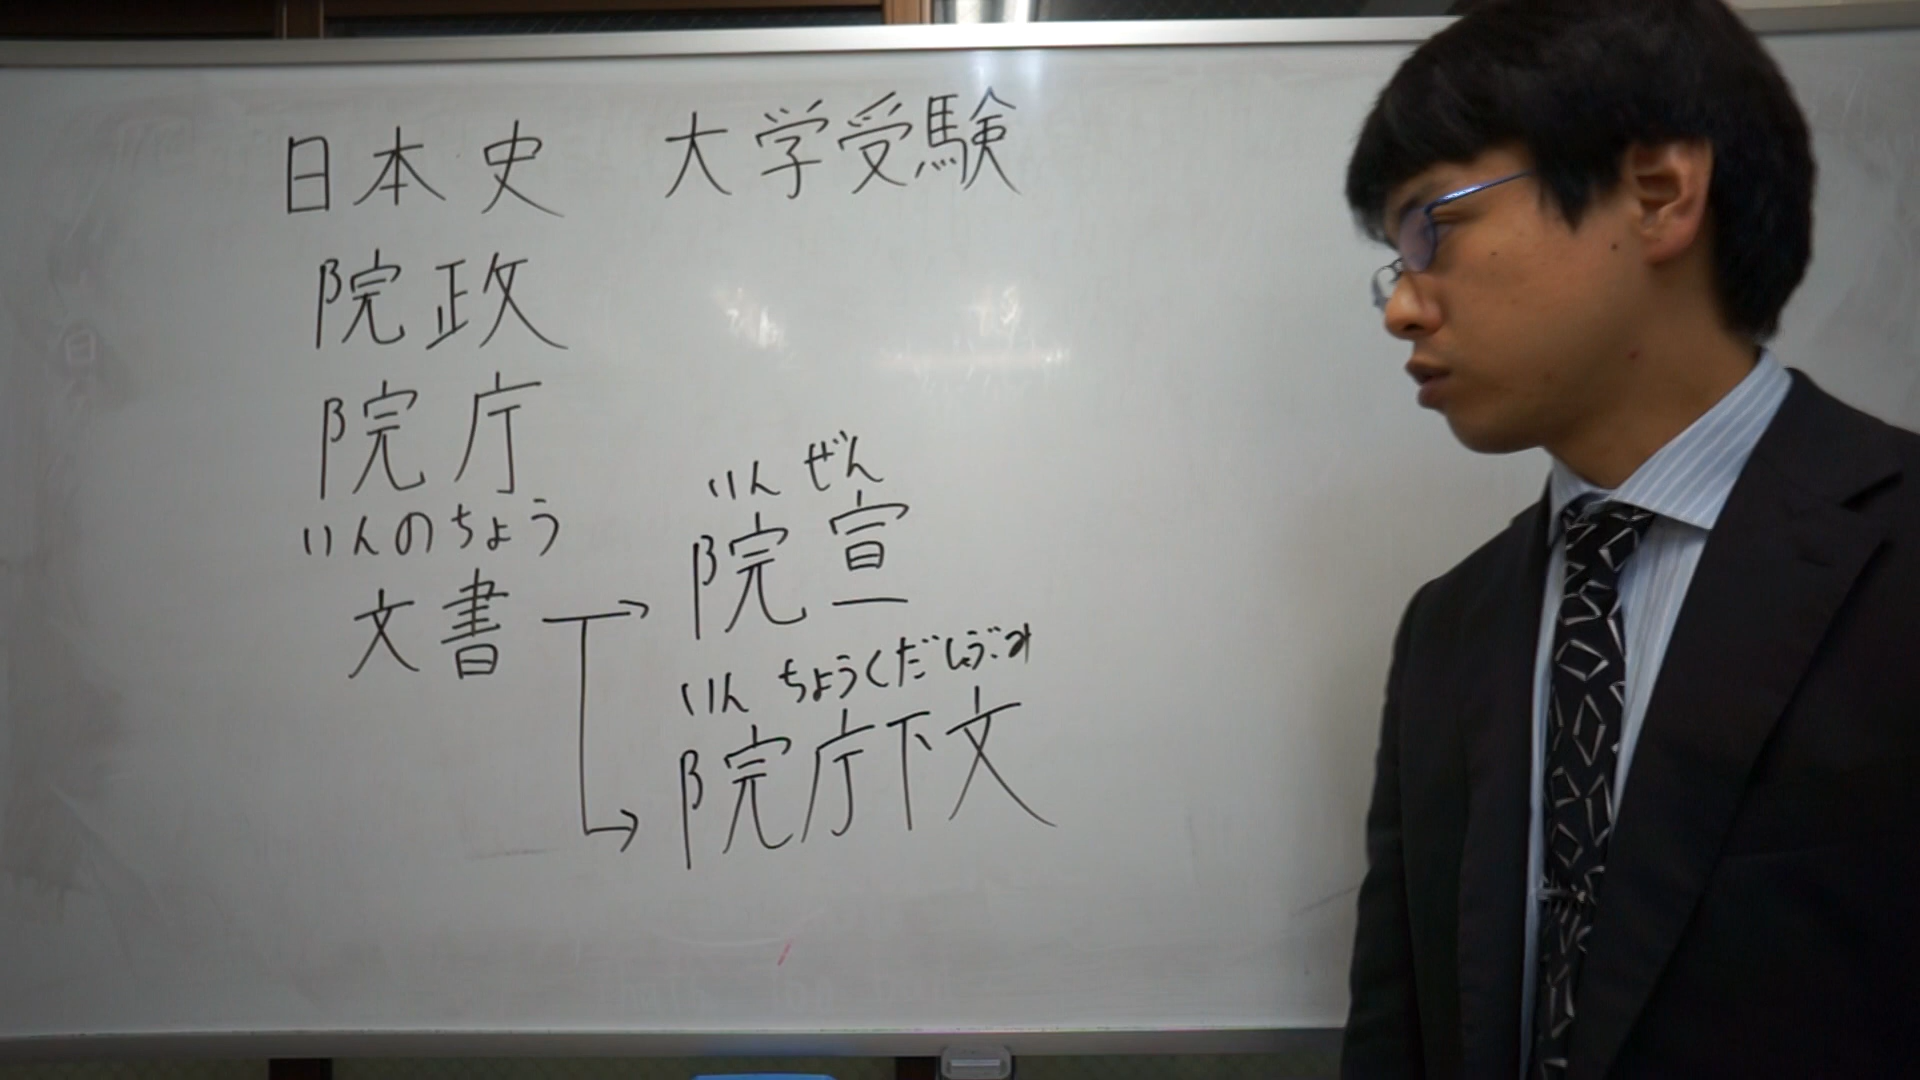 日本史 大学受験
院政
院庁
いんのちょう
文書
いんぜん
院宣
いんちょうくだしぶみ
院庁下文